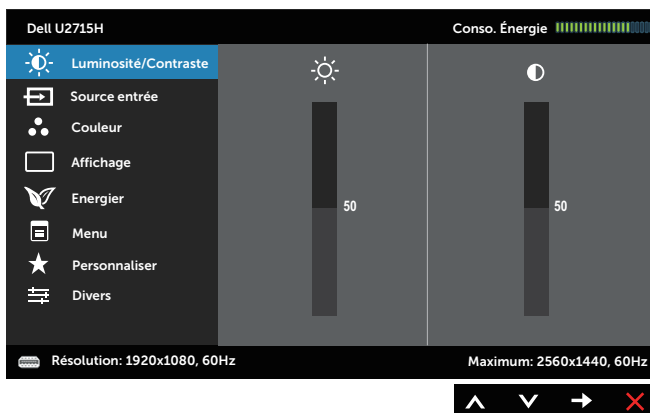 Dell U2715H
Conso. Énergie
Luminosité/Contraste
Source entrée
Couleur
Affichage
Energier
Menu
Personnaliser
Divers
50
50
Résolution: 1920x1080, 60Hz
Maximum: 2560x1440, 60Hz